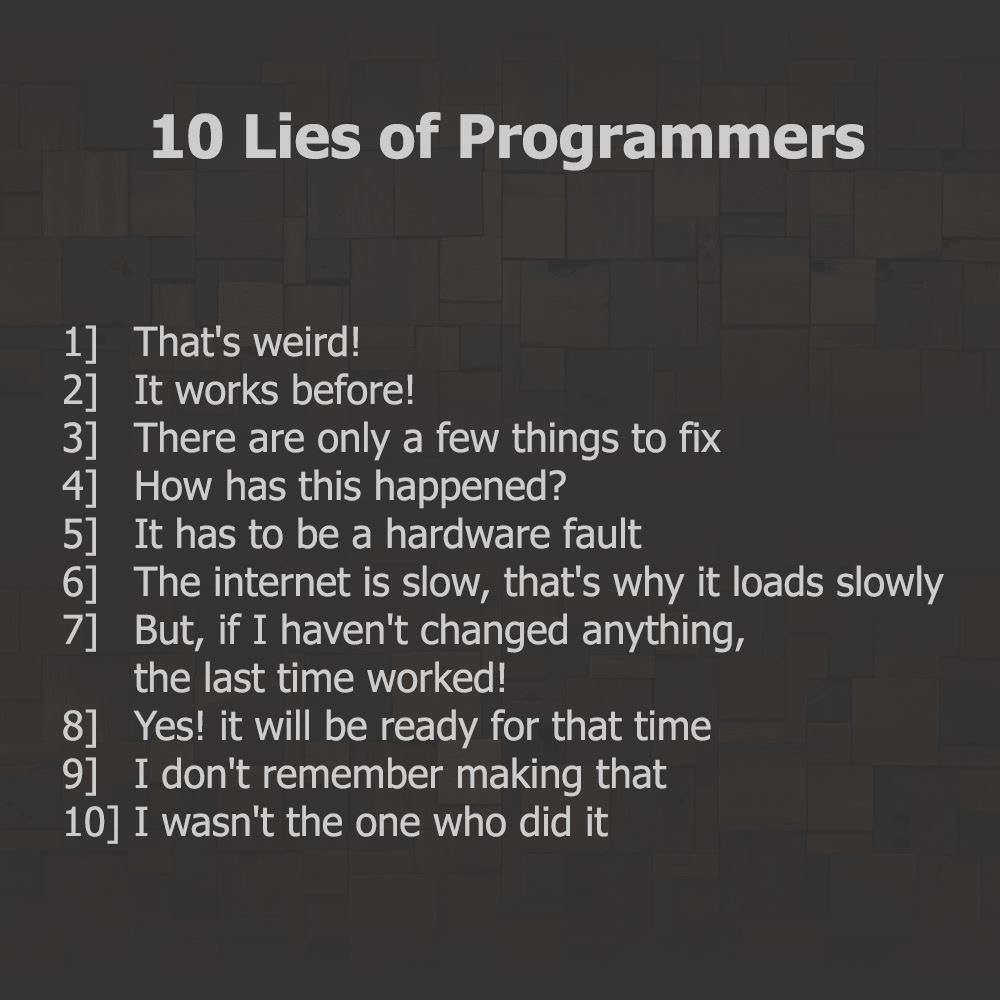 10 Lies of Programmers
1] That's weird!
2] It works before!
3] There are only a few things to fix
4] How has this happened?
5] It has to be a hardware fault
6] The internet is slow, that's why it loads slowly
7] But, if I haven't changed anything,
the last time worked!
8] Yes! it will be ready for that time
9] I don't remember making that
10] I wasn't the one who did it